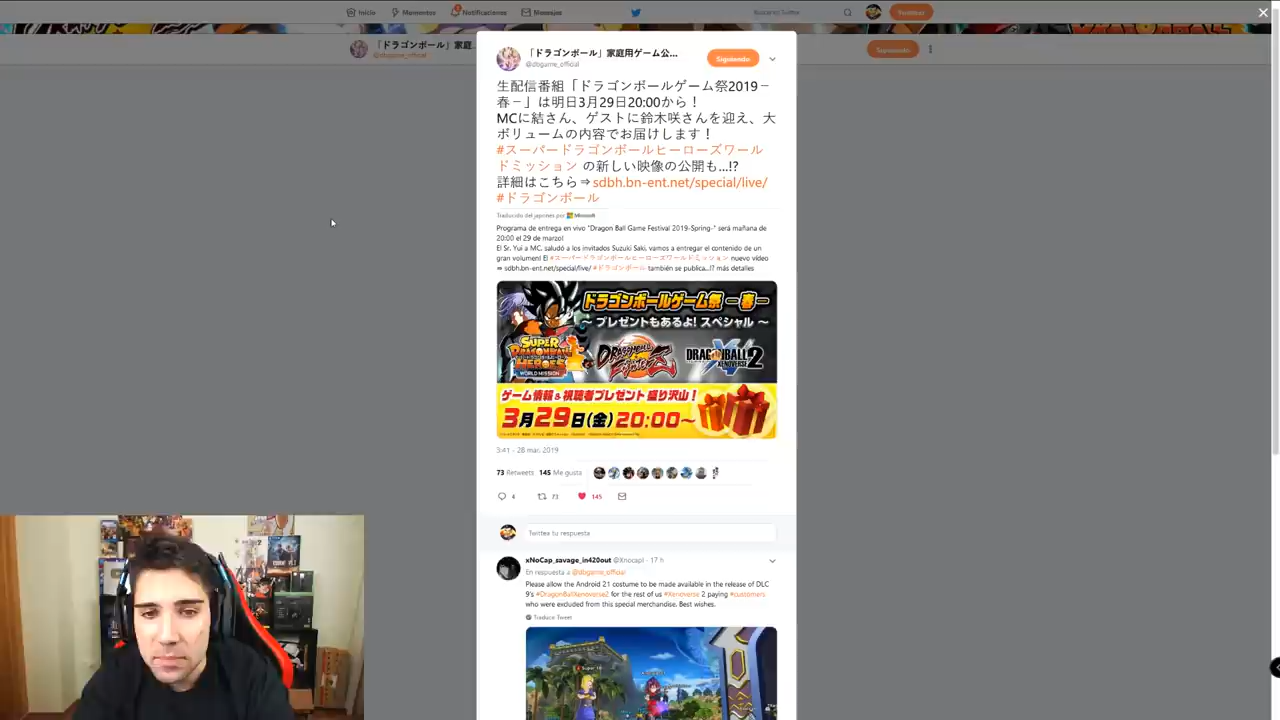 Inicio
Momentos
Notificaciones
Mensajes
Buscar en Twitter
Twittear
「ドラゴンボール」家庭
@dbgame_official
Siguiendo
「ドラゴンボール」家庭用ゲーム公...
@dbgame_official
Siguiendo
生配信番組「ドラゴンボールゲーム祭2019－
春－」は明日3月29日20:00から！
MCに結さん、ゲストに鈴木咲さんを迎え、大
ボリュームの内容でお届けします！
#スーパードラゴンボールヒーローズワール
ドミッション の新しい映像の公開も...!?
詳細はこちら⇒sdbh.bn-ent.net/special/live/
#ドラゴンボール
Traducido del japonés por Microsoft
Programa de entrega en vivo "Dragon Ball Game Festival 2019-Spring-" será mañana de
20:00 el 29 de marzo!
El Sr. Yui a MC, saludó a los invitados Suzuki Saki, vamos a entregar el contenido de un
gran volumen! El #スーパードラゴンボールヒーローズワールドミッション nuevo vídeo
⇒ sdbh.bn-ent.net/special/live/ #ドラゴンボール también se publica...!? más detalles
ドラゴンボールゲーム祭 －春－
～ プレゼントもあるよ! スペシャル ～
SUPER
DRAGONBALL
HEROES
WORLD MISSION
DRAGONBALL
FIGHTERZ
DRAGONBALL
XENOVERSE 2
ゲーム情報&視聴者プレゼント 盛り沢山！
3月29日(金) 20:00～
3:41 - 28 mar. 2019
73 Retweets 145 Me gusta
4 73 145
Twittea tu respuesta
xNoCap_savage_in420out @Xnocapl · 17 h
En respuesta a @dbgame_official
Please allow the Android 21 costume to be made available in the release of DLC
9's #DragonBallXenoverse2 for the rest of us #Xenoverse 2 paying #customers
who were excluded from this special merchandise. Best wishes.
Traducir Tweet